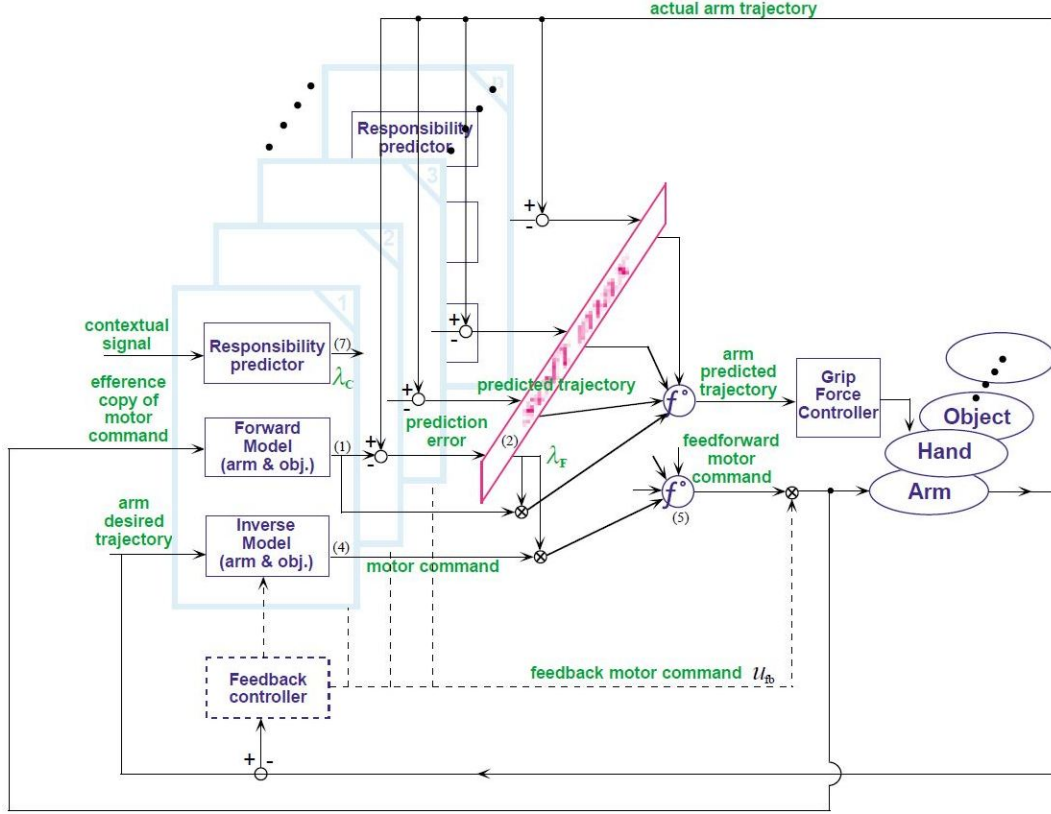 actual arm trajectory
n
Responsibility
predictor
3
2
1
contextual
signal
Responsibility
predictor
(7)
λC
efference
copy of
motor
command
Forward
Model
(arm & obj.)
(1)
+
-
+
-
+
-
+
-
predicted trajectory
prediction
error
(2)
λF
f°
arm
predicted
trajectory
Grip
Force
Controller
Object
Hand
Arm
feedforward
motor
command
f°
(5)
arm
desired
trajectory
Inverse
Model
(arm & obj.)
(4)
motor command
Feedback
controller
feedback motor command ufb
+ -